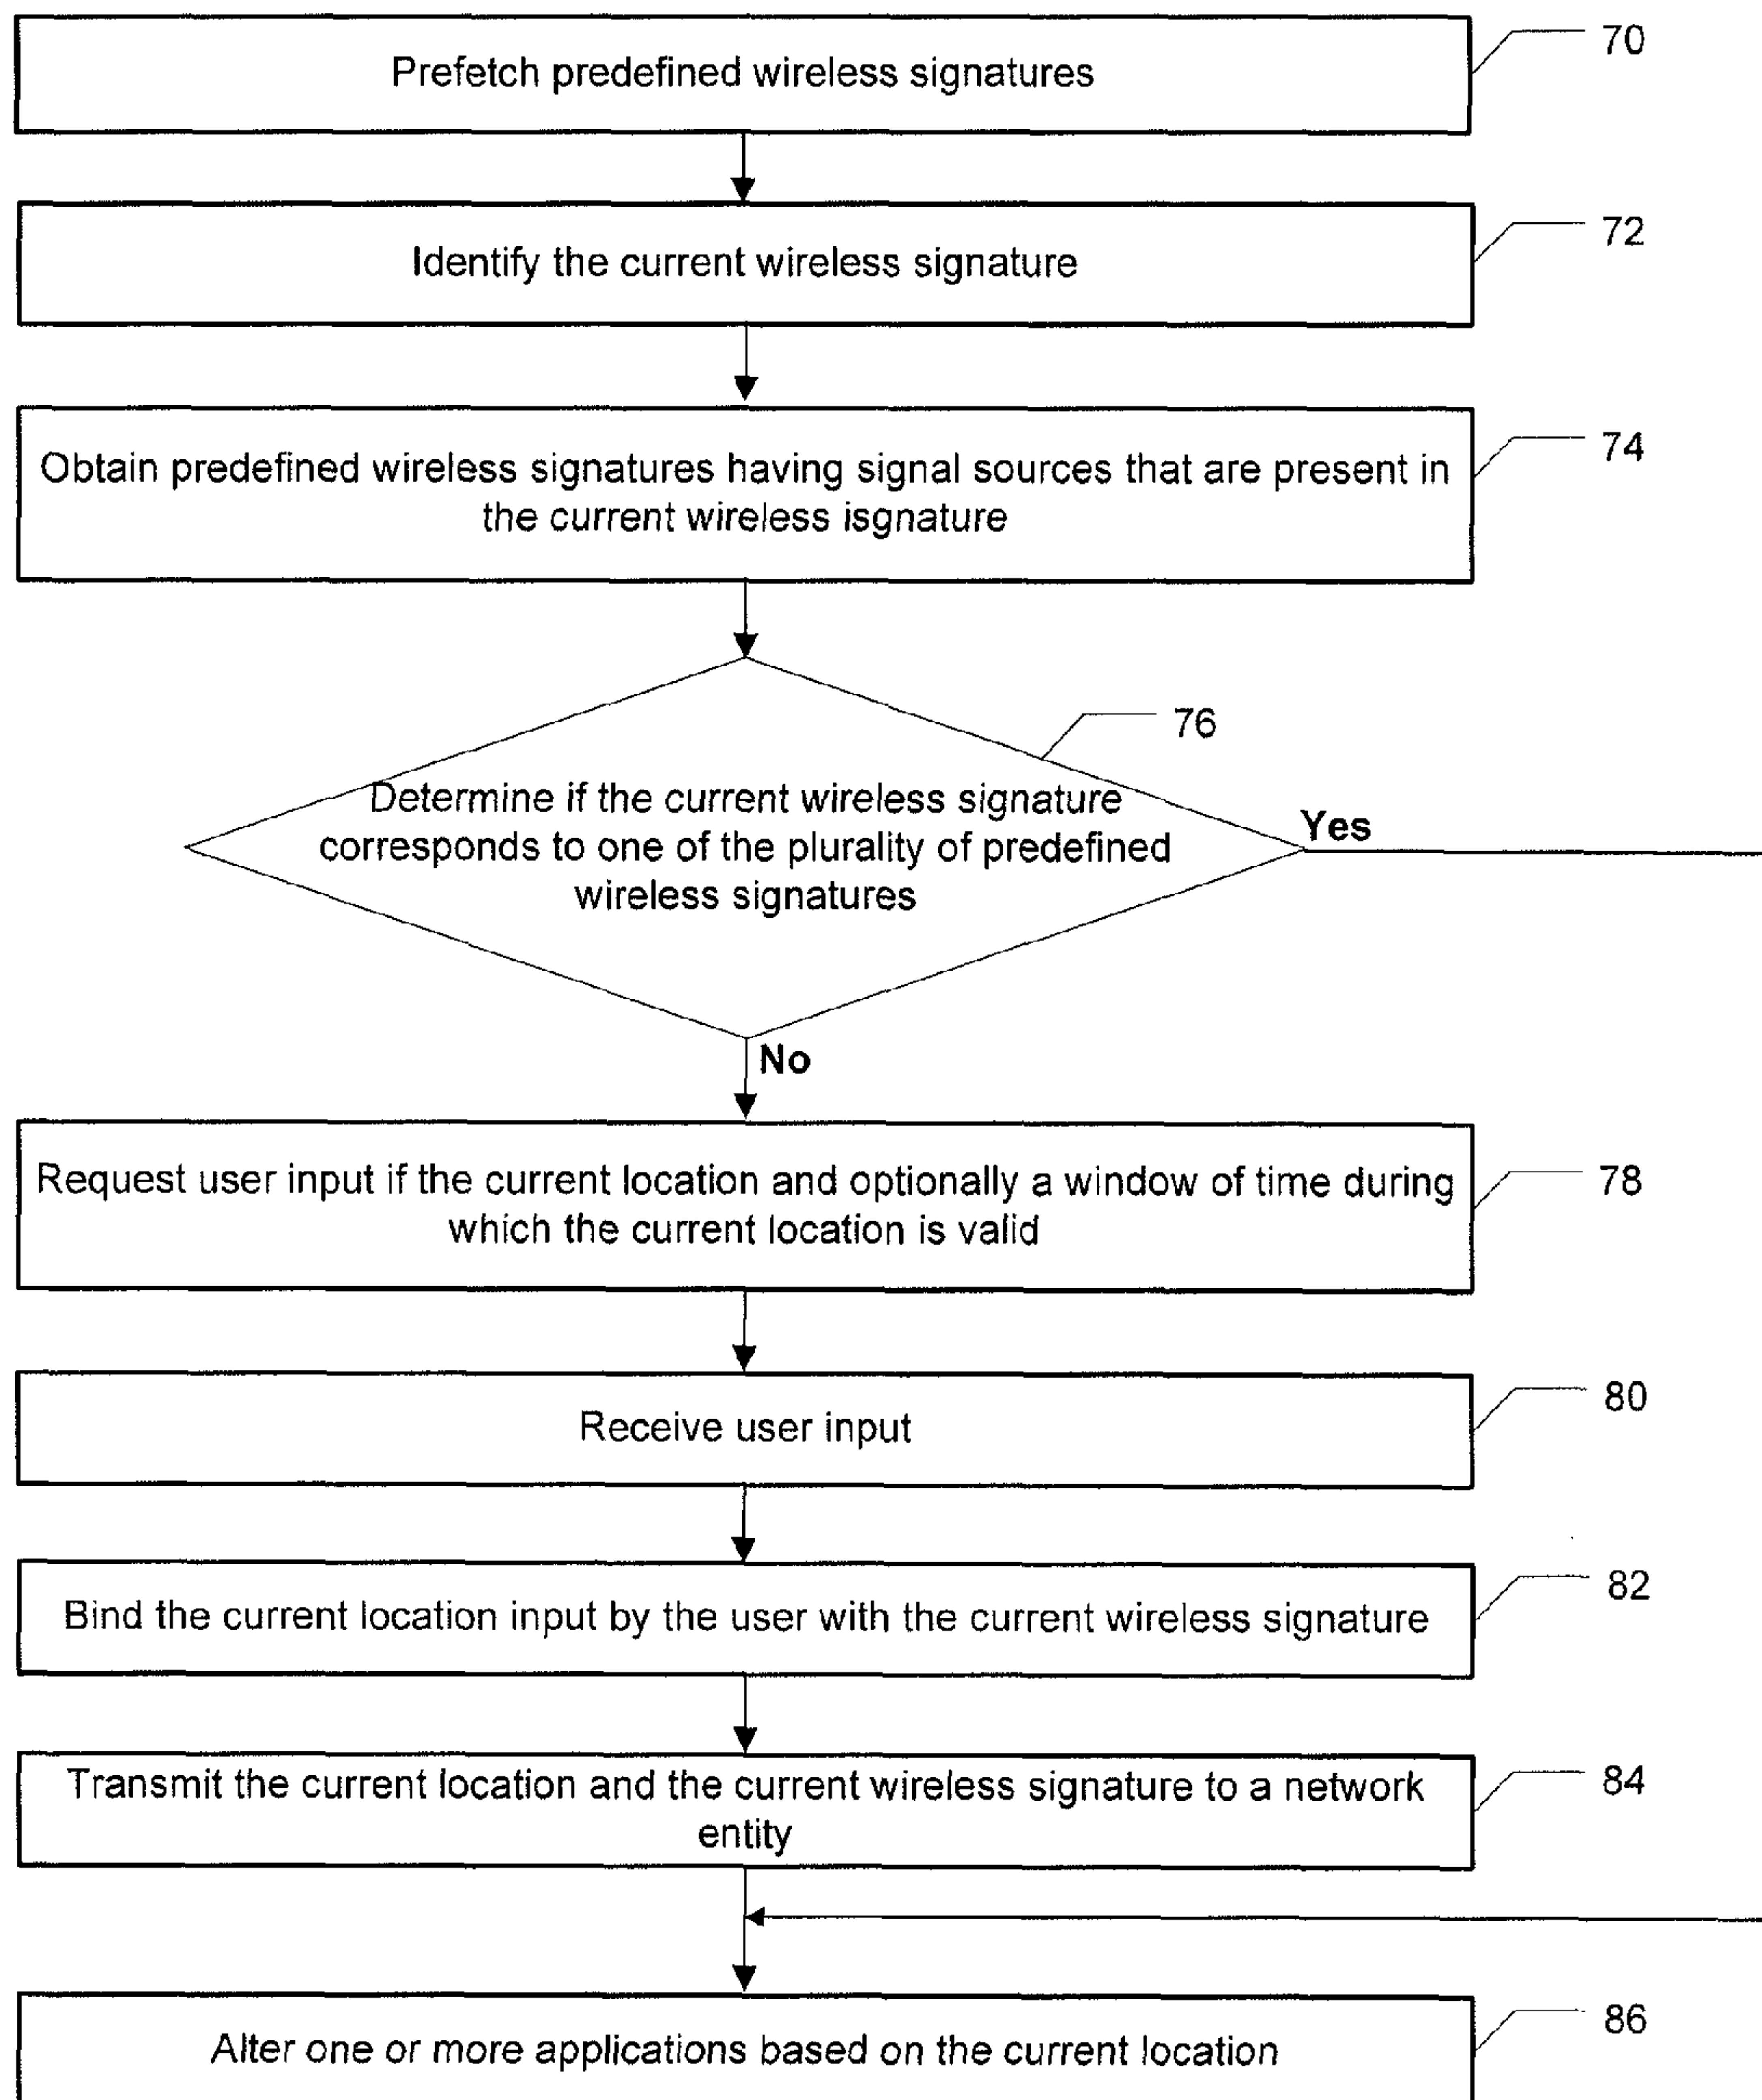 Prefetch predefined wireless signatures
70
Identify the current wireless signature
72
Obtain predefined wireless signatures having signal sources that are present in
the current wireless isgnature
74
76
Determine if the current wireless signature
corresponds to one of the plurality of predefined
wireless signatures
Yes
No
Request user input if the current location and optionally a window of time during
which the current location is valid
78
Receive user input
80
Bind the current location input by the user with the current wireless signature
82
Transmit the current location and the current wireless signature to a network
entity
84
Alter one or more applications based on the current location
86